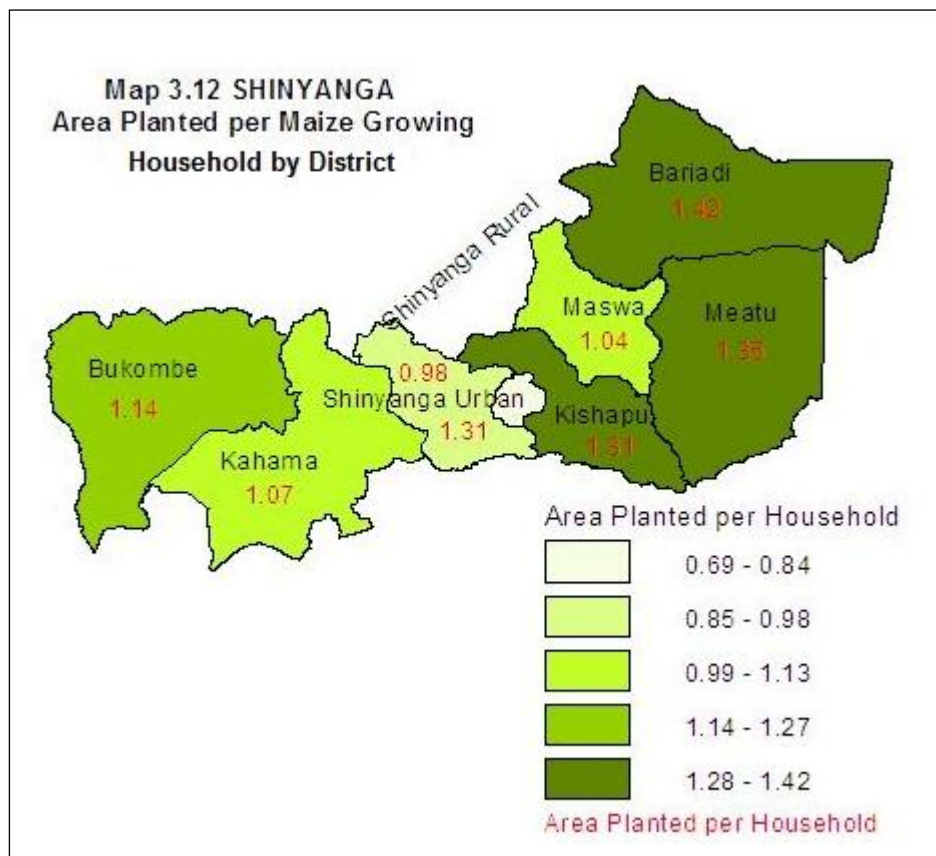 Map 3.12 SHINYANGA
Area Planted per Maize Growing
Household by District
Bariadi
1.42
Shinyanga Rural
Maswa
1.04
Meatu
1.35
Bukombe
1.14
0.98
Shinyanga Urban
1.31
Kishapu
1.31
Kahama
1.07
Area Planted per Household
0.69 - 0.84
0.85 - 0.98
0.99 - 1.13
1.14 - 1.27
1.28 - 1.42
Area Planted per Household